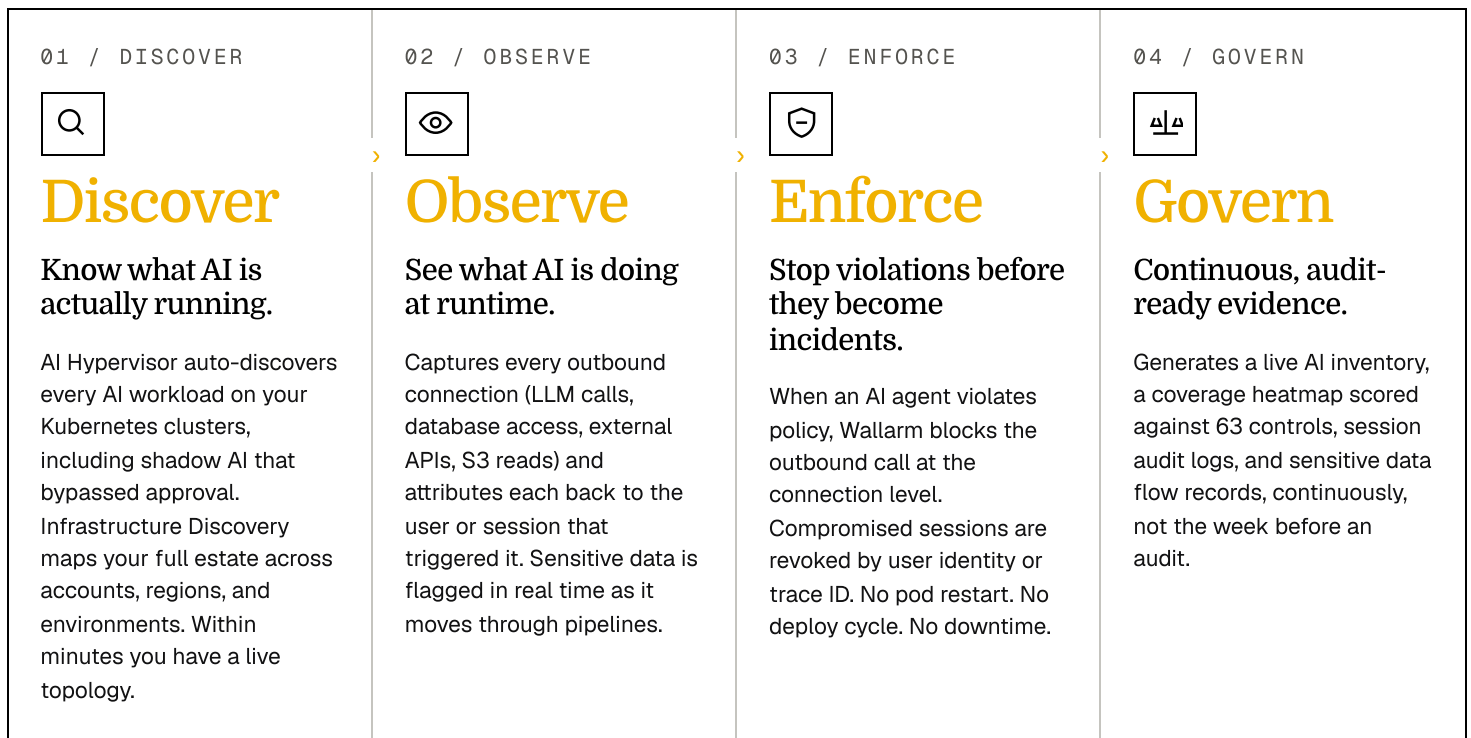 01 / DISCOVER
Discover
Know what AI is
actually running.
AI Hypervisor auto-discovers
every AI workload on your
Kubernetes clusters,
including shadow AI that
bypassed approval.
Infrastructure Discovery
maps your full estate across
accounts, regions, and
environments. Within
minutes you have a live
topology.
›
02 / OBSERVE
Observe
See what AI is doing
at runtime.
Captures every outbound
connection (LLM calls,
database access, external
APIs, S3 reads) and
attributes each back to the
user or session that
triggered it. Sensitive data is
flagged in real time as it
moves through pipelines.
›
03 / ENFORCE
Enforce
Stop violations before
they become
incidents.
When an AI agent violates
policy, Wallarm blocks the
outbound call at the
connection level.
Compromised sessions are
revoked by user identity or
trace ID. No pod restart. No
deploy cycle. No downtime.
›
04 / GOVERN
Govern
Continuous, audit-
ready evidence.
Generates a live AI inventory,
a coverage heatmap scored
against 63 controls, session
audit logs, and sensitive data
flow records, continuously,
not the week before an
audit.